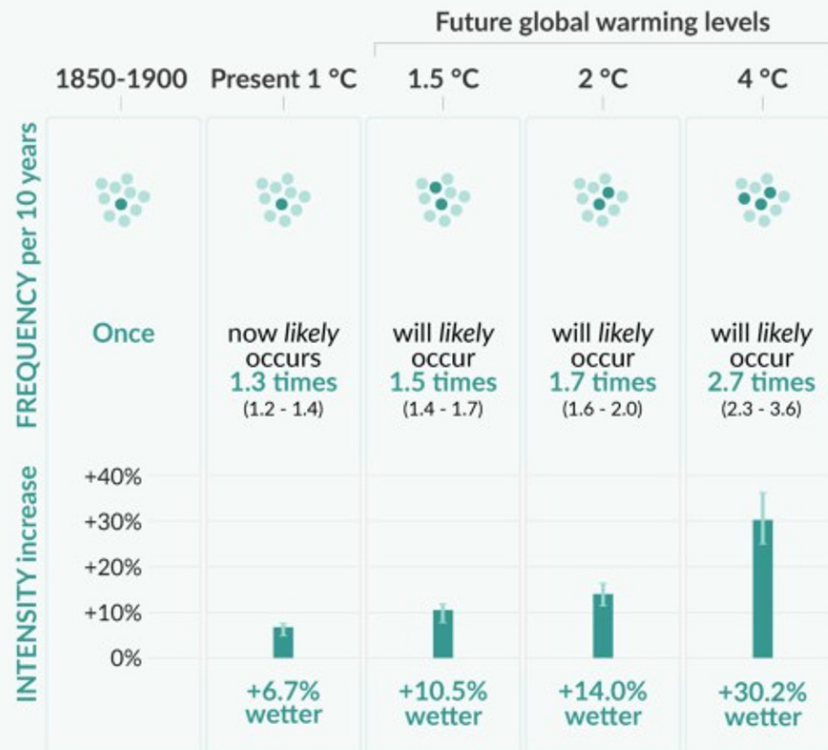 Future global warming levels
1850-1900 Present 1 °C 1.5 °C 2 °C 4 °C
FREQUENCY per 10 years
Once
now likely occurs 1.3 times (1.2 - 1.4)
will likely occur 1.5 times (1.4 - 1.7)
will likely occur 1.7 times (1.6 - 2.0)
will likely occur 2.7 times (2.3 - 3.6)
INTENSITY increase
+40%
+30%
+20%
+10%
0%
+6.7% wetter
+10.5% wetter
+14.0% wetter
+30.2% wetter